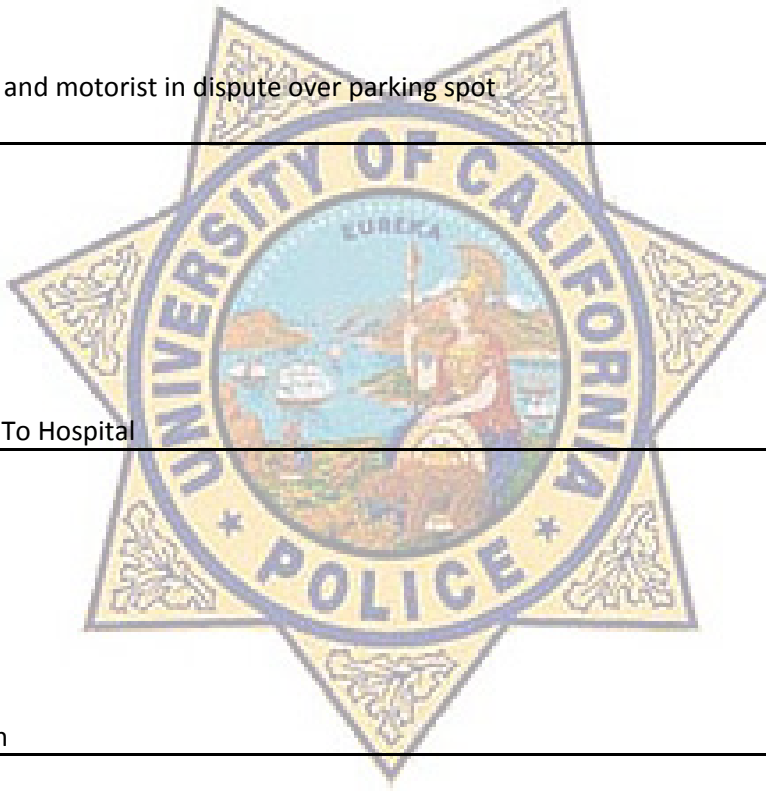 and motorist in dispute over parking spot
UNIVERSITY OF CALIFORNIA
EUREKA
To Hospital
POLICE